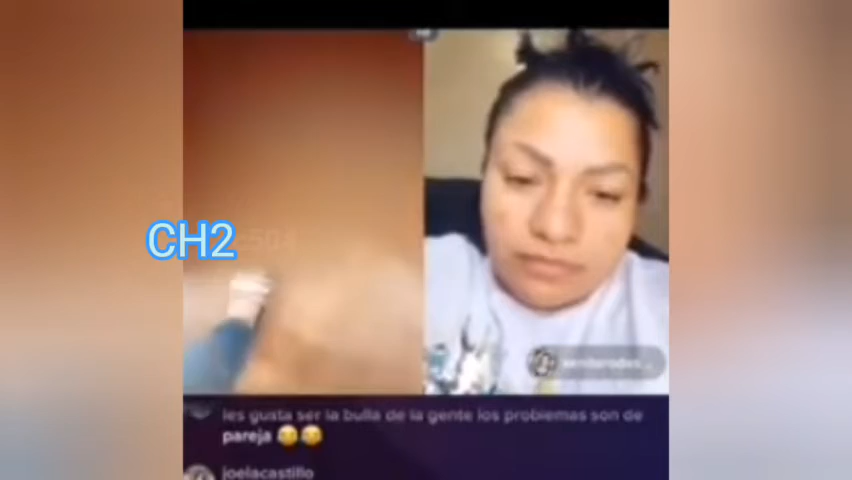 CH2
les gusta ser la bulla de la gente los problemas son de
pareja 😂😂
joelacastillo